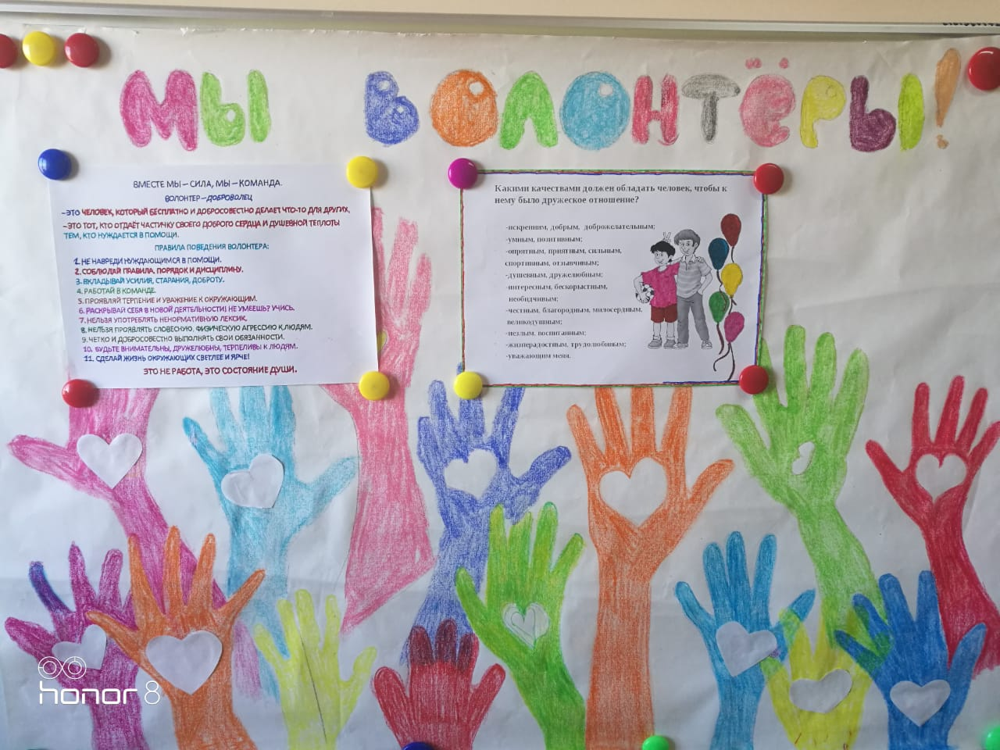 МЫ ВОЛОНТЁРЫ!
ВМЕСТЕ МЫ – СИЛА, МЫ – КОМАНДА.
ВОЛОНТЕР – ДОБРОВОЛЕЦ
-ЭТО ЧЕЛОВЕК, КОТОРЫЙ БЕСПЛАТНО И ДОБРОСОВЕСТНО ДЕЛАЕТ ЧТО-ТО ДЛЯ ДРУГИХ,
-ЭТО ТОТ, КТО ОТДАЁТ ЧАСТИЧКУ СВОЕГО ДОБРОГО СЕРДЦА И ДУШЕВНОЙ ТЕПЛОТЫ
ТЕМ, КТО НУЖДАЕТСЯ В ПОМОЩИ.
ПРАВИЛА ПОВЕДЕНИЯ ВОЛОНТЕРА:
1. НЕ НАВРЕДИ НУЖДАЮЩИМСЯ В ПОМОЩИ.
2. СОБЛЮДАЙ ПРАВИЛА, ПОРЯДОК И ДИСЦИПЛИНУ.
3. ВКЛАДЫВАЙ УСИЛИЯ, СТАРАНИЯ, ДОБРОТУ.
4. РАБОТАЙ В КОМАНДЕ.
5. ПРОЯВЛЯЙ ТЕРПЕНИЕ И УВАЖЕНИЕ К ОКРУЖАЮЩИМ.
6. РАСКРЫВАЙ СЕБЯ В НОВОЙ ДЕЯТЕЛЬНОСТИ! НЕ УМЕЕШЬ? УЧИСЬ.
7. НЕЛЬЗЯ УПОТРЕБЛЯТЬ НЕНОРМАТИВНУЮ ЛЕКСИК.
8. НЕЛЬЗЯ ПРОЯВЛЯТЬ СЛОВЕСНУЮ, ФИЗИЧЕСКУЮ АГРЕССИЮ К ЛЮДЯМ.
9. ЧЕТКО И ДОБРОСОВЕСТНО ВЫПОЛНЯТЬ СВОИ ОБЯЗАННОСТИ.
10. БУДЬТЕ ВНИМАТЕЛЬНЫ, ДРУЖЕЛЮБНЫ, ТЕРПЕЛИВЫ К ЛЮДЯМ.
11. СДЕЛАЙ ЖИЗНЬ ОКРУЖАЮЩИХ СВЕТЛЕЕ И ЯРЧЕ!
ЭТО НЕ РАБОТА, ЭТО СОСТОЯНИЕ ДУШИ.
Какими качествами должен обладать человек, чтобы к
нему было дружеское отношение?
-искренним, добрым, доброжелательным;
-умным, позитивным;
-опрятным, приятным, сильным,
спортивным, отзывчивым;
-душевным, дружелюбным;
-интересным, бескорыстным,
необидчивым;
-честным, благородным, милосердным,
великодушным;
-незлым, воспитанным;
-жизнерадостным, трудолюбивым;
-уважающим меня.
honor 8